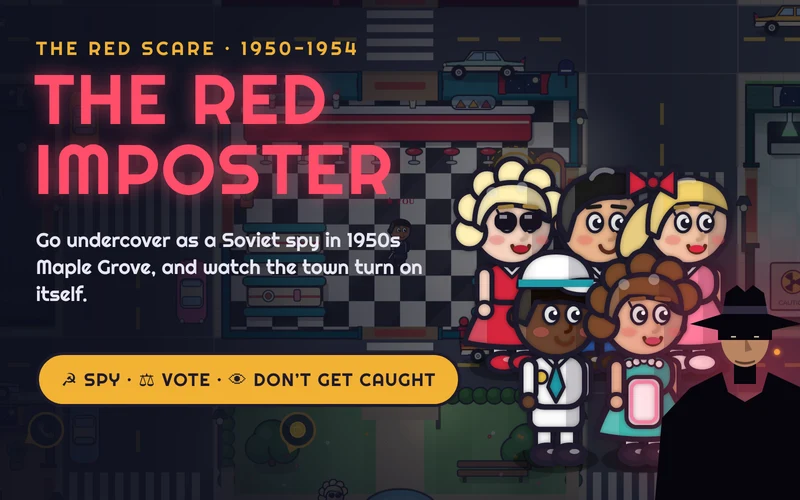 THE RED SCARE · 1950–1954
THE RED
IMPOSTER
Go undercover as a Soviet spy in 1950s
Maple Grove, and watch the town turn on
itself.
☭ SPY · ⚖ VOTE · 👁 DON'T GET CAUGHT
YOU